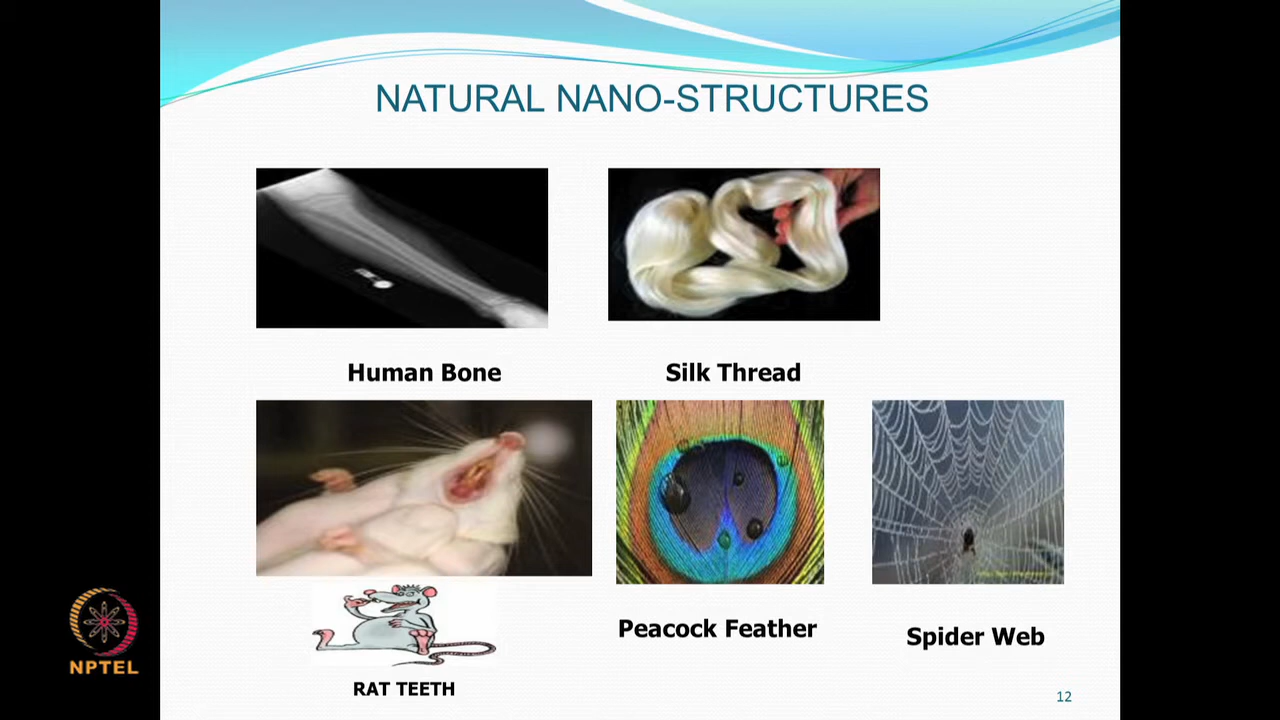 NATURAL NANO-STRUCTURES
Human Bone
Silk Thread
Peacock Feather
Spider Web
RAT TEETH
NPTEL
12